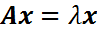 Ax = λx